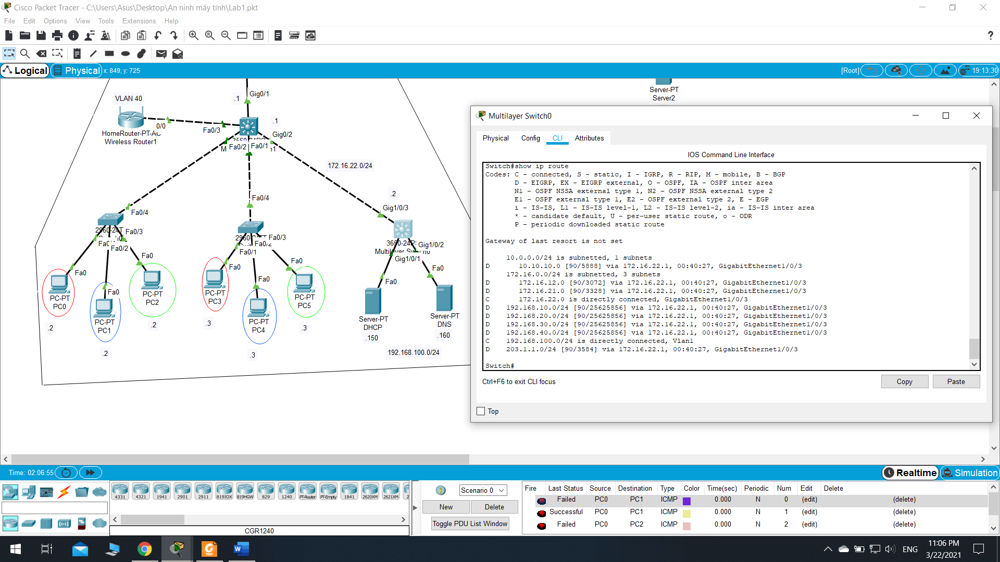 Cisco Packet Tracer - C:\Users\Asus\Desktop\An ninh máy tính\Lab1.pkt
File Edit Options View Tools Extensions Help
Logical Physical x: 849, y: 725 [Root] 19:13:30
Server-PT
Server2
VLAN 40
.1
Gig0/1
0/0
Fa0/3
.1
Gig0/2
HomeRouter-PT-AC
Wireless Router1
Fa0/2
Fa0/1
172.16.22.0/24
.2
Gig1/0/3
Fa0/4
Fa0/4
2960-24T
Fa0/3
Fa0/2
Fa0/3
Fa0/1
3650-24PS
Gig1/0/2
Gig1/0/1
Fa0
Fa0
Fa0
Fa0
Fa0
Fa0
Fa0
Fa0
PC-PT
PC0
.2
PC-PT
PC1
.2
PC-PT
PC2
.2
PC-PT
PC3
.3
PC-PT
PC4
.3
PC-PT
PC5
.3
Server-PT
DHCP
.150
Server-PT
DNS
.160
192.168.100.0/24
Multilayer Switch0
Physical Config CLI Attributes
IOS Command Line Interface
Switch#show ip route
Codes: C - connected, S - static, I - IGRP, R - RIP, M - mobile, B - BGP
D - EIGRP, EX - EIGRP external, O - OSPF, IA - OSPF inter area
N1 - OSPF NSSA external type 1, N2 - OSPF NSSA external type 2
E1 - OSPF external type 1, E2 - OSPF external type 2, E - EGP
i - IS-IS, L1 - IS-IS level-1, L2 - IS-IS level-2, ia - IS-IS inter area
* - candidate default, U - per-user static route, o - ODR
P - periodic downloaded static route
Gateway of last resort is not set
10.0.0.0/24 is subnetted, 1 subnets
D 10.10.10.0 [90/5888] via 172.16.22.1, 00:40:27, GigabitEthernet1/0/3
172.16.0.0/24 is subnetted, 3 subnets
D 172.16.12.0 [90/3072] via 172.16.22.1, 00:40:27, GigabitEthernet1/0/3
D 172.16.21.0 [90/3328] via 172.16.22.1, 00:40:27, GigabitEthernet1/0/3
C 172.16.22.0 is directly connected, GigabitEthernet1/0/3
D 192.168.10.0/24 [90/25625856] via 172.16.22.1, 00:40:27, GigabitEthernet1/0/3
D 192.168.20.0/24 [90/25625856] via 172.16.22.1, 00:40:27, GigabitEthernet1/0/3
D 192.168.30.0/24 [90/25625856] via 172.16.22.1, 00:40:27, GigabitEthernet1/0/3
D 192.168.40.0/24 [90/25625856] via 172.16.22.1, 00:40:27, GigabitEthernet1/0/3
C 192.168.100.0/24 is directly connected, Vlan1
D 203.1.1.0/24 [90/3584] via 172.16.22.1, 00:40:27, GigabitEthernet1/0/3
Switch#
Ctrl+F6 to exit CLI focus
Copy Paste
Top
Time: 02:06:55
Realtime Simulation
4331 4321 1941 2901 2911 819IOX 819HGW 829 1240 PT-Router PT-Empty 1841 2620XM 2621XM
CGR1240
Scenario 0
New Delete
Toggle PDU List Window
Fire Last Status Source Destination Type Color Time(sec) Periodic Num Edit Delete
Failed PC0 PC1 ICMP 0.000 N 0 (edit) (delete)
Successful PC0 PC1 ICMP 0.000 N 1 (edit) (delete)
Failed PC0 PC2 ICMP 0.000 N 2 (edit) (delete)
ENG
11:06 PM
3/22/2021